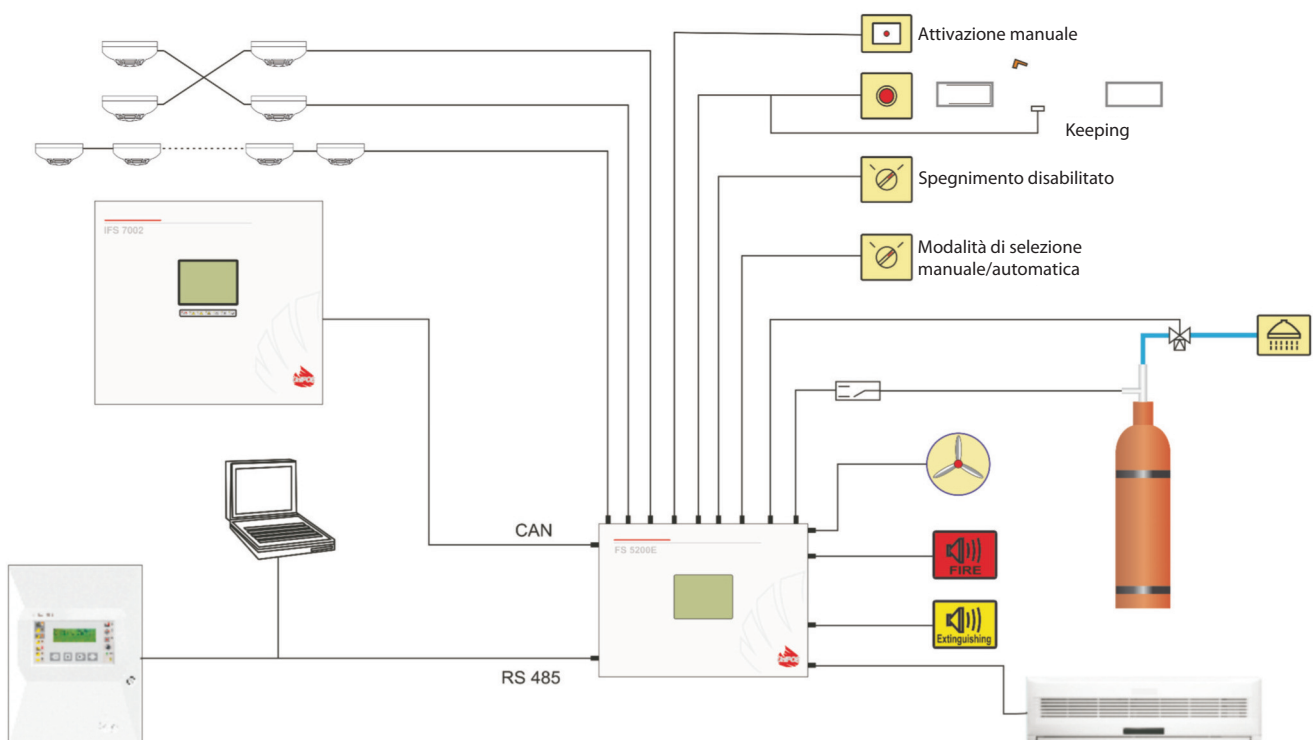 Attivazione manuale
Keeping
Spegnimento disabilitato
IFS 7002
Modalità di selezione
manuale/automatica
CAN
FS 5200E
FIRE
Extinguishing
RS 485